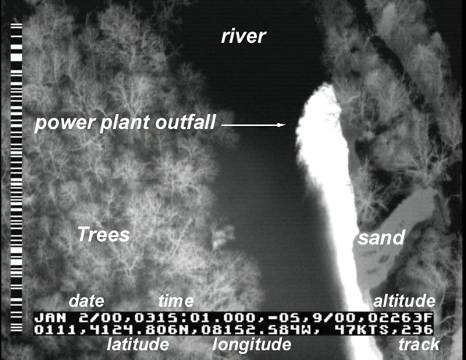 river
power plant outfall
Trees
sand
date time altitude
JAN 2/00,0315:01.000,-05,9/00,02263F
0111,4124.806N,08152.584W, 47KTS,236
latitude longitude track